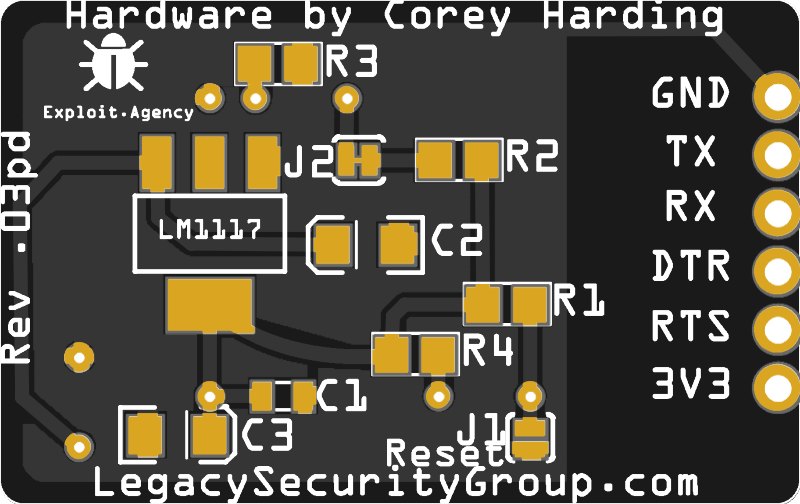 Hardware by Corey Harding
R3
GND
Exploit.Agency
TX
J2
R2
RX
LM1117
C2
DTR
Rev .03pd
R1
RTS
R4
3V3
C1
C3
J1
Reset
LegacySecurityGroup.com